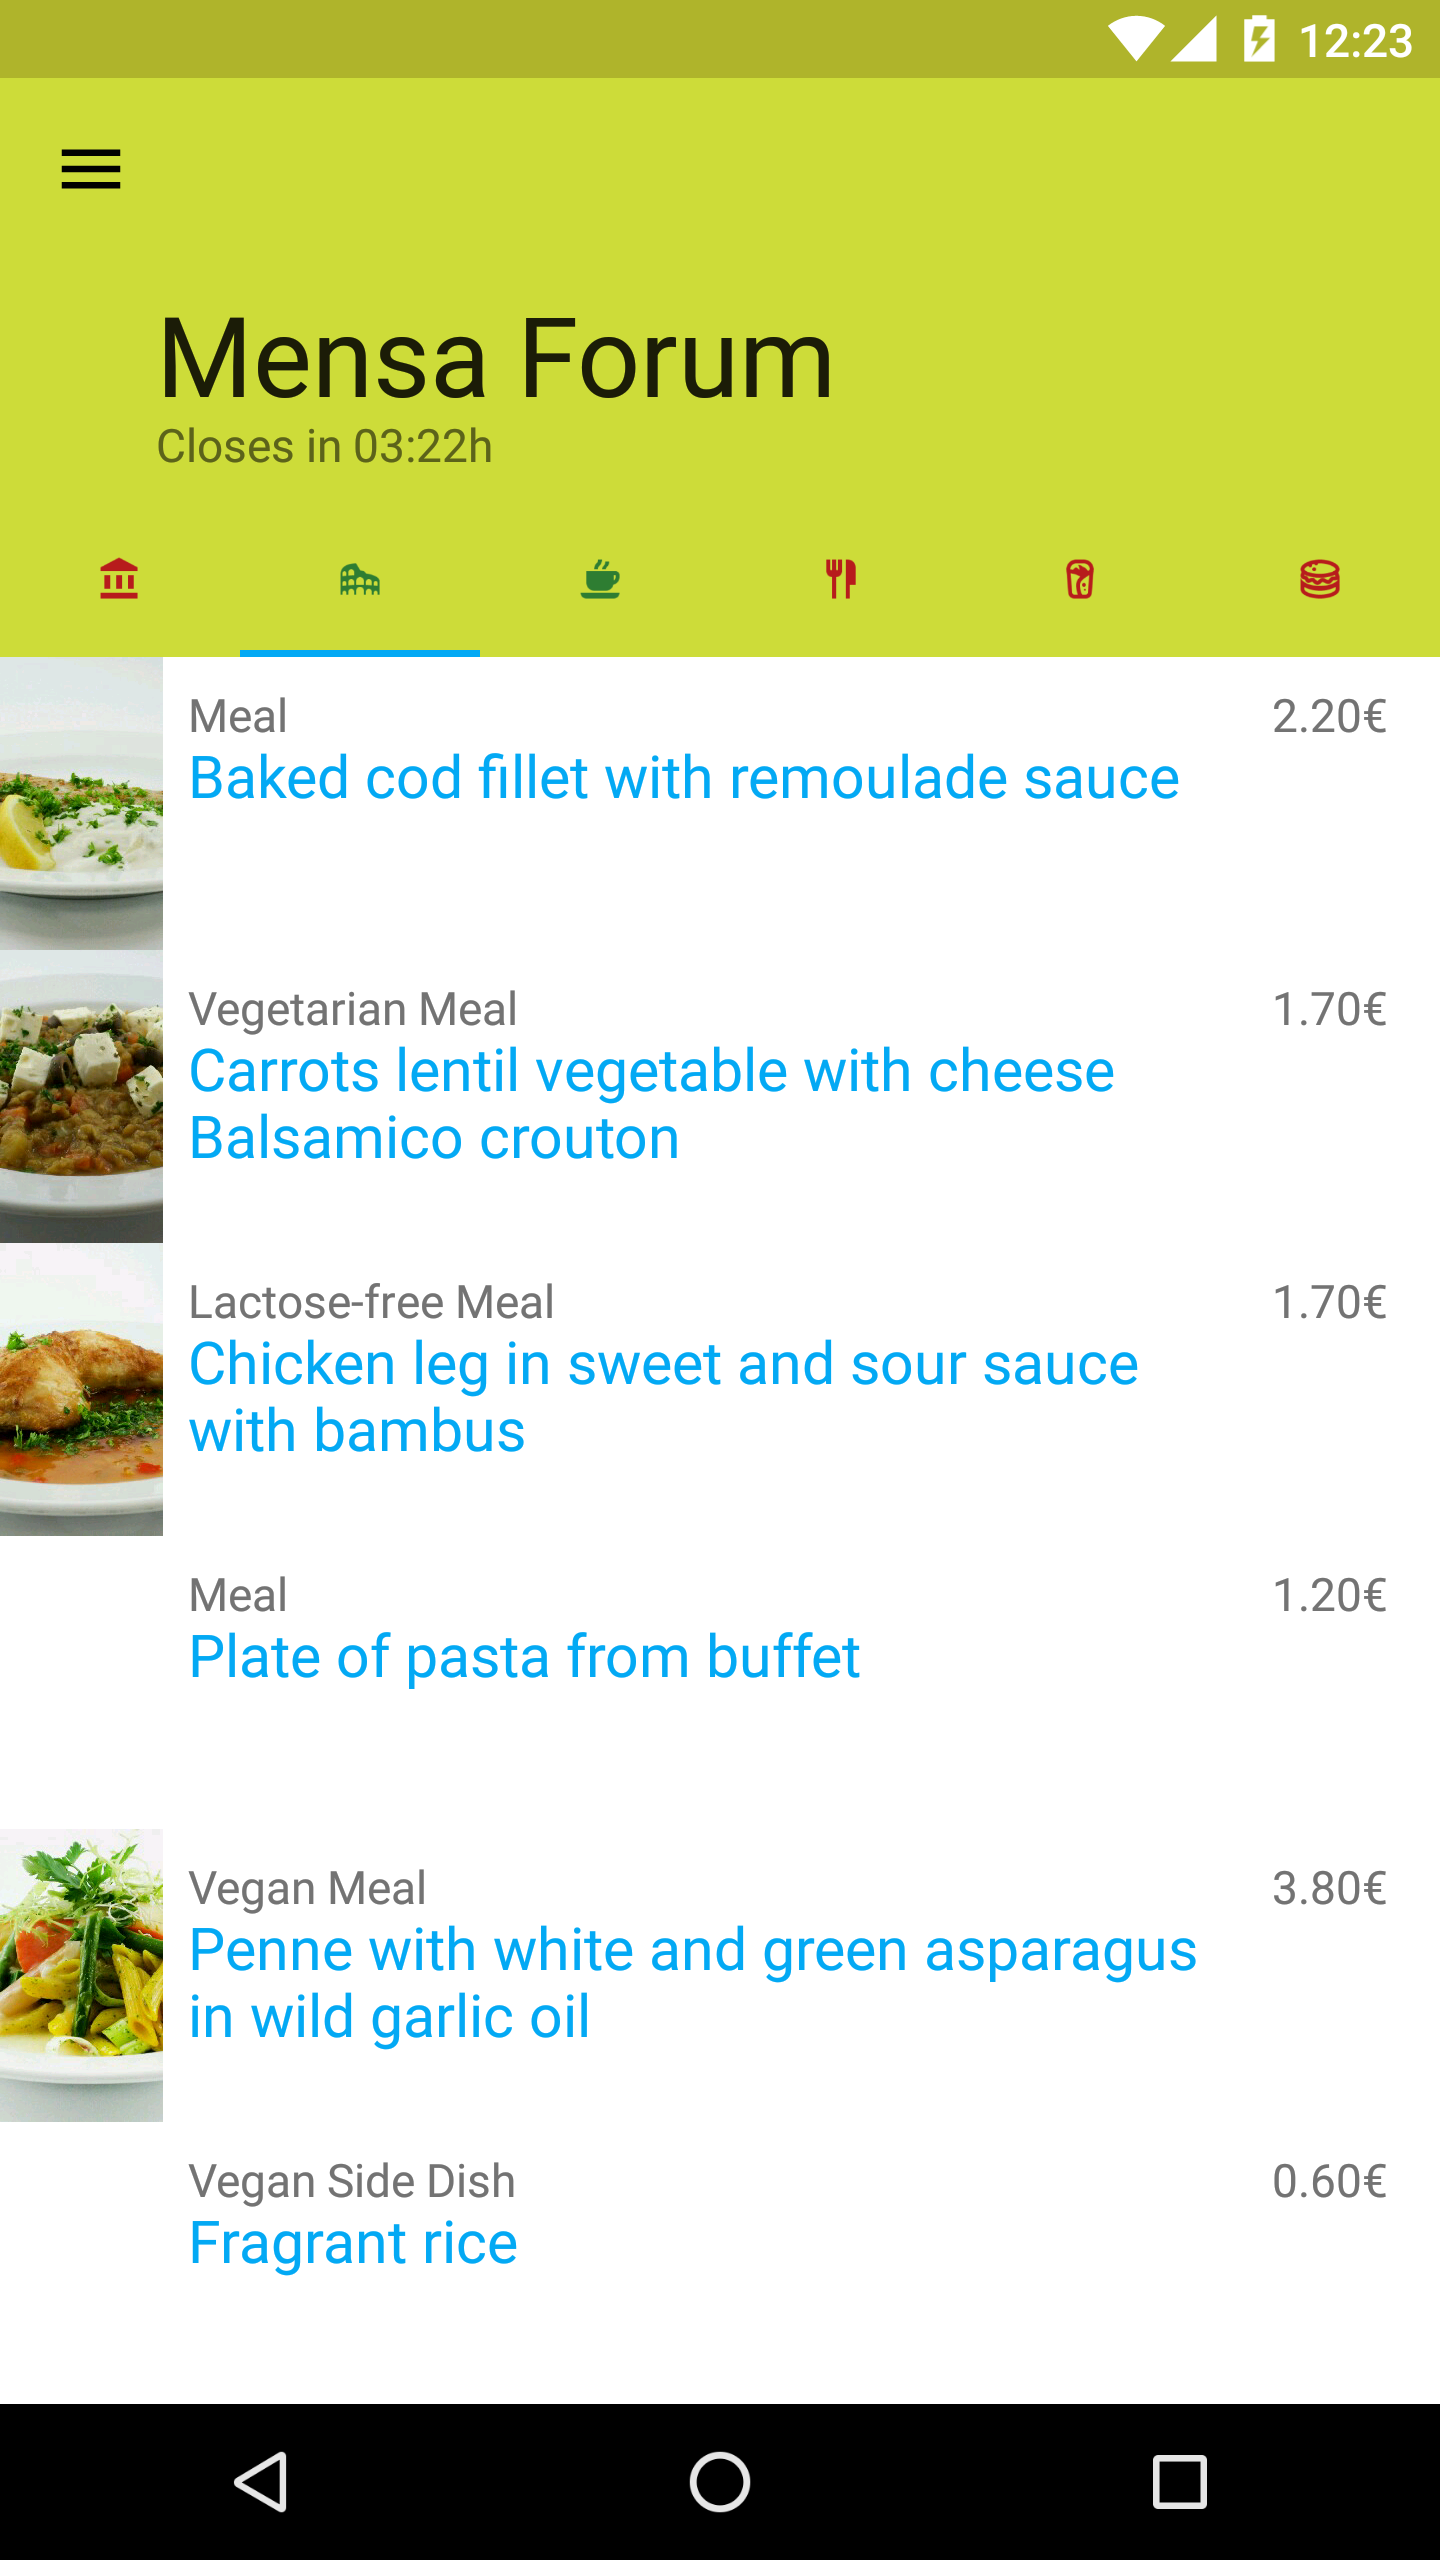 12:23
Mensa Forum
Closes in 03:22h
Meal
2.20€
Baked cod fillet with remoulade sauce
Vegetarian Meal
1.70€
Carrots lentil vegetable with cheese
Balsamico crouton
Lactose-free Meal
1.70€
Chicken leg in sweet and sour sauce
with bambus
Meal
1.20€
Plate of pasta from buffet
Vegan Meal
3.80€
Penne with white and green asparagus
in wild garlic oil
Vegan Side Dish
0.60€
Fragrant rice